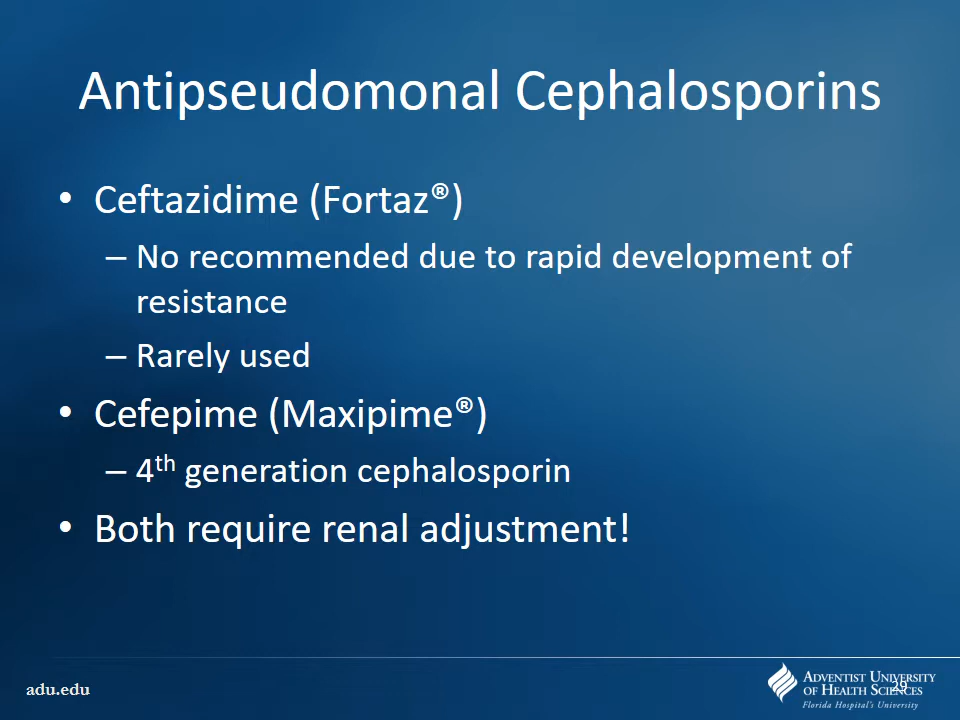 Antipseudomonal Cephalosporins
• Ceftazidime (Fortaz®)
– No recommended due to rapid development of
resistance
– Rarely used
• Cefepime (Maxipime®)
– 4th generation cephalosporin
• Both require renal adjustment!
adu.edu
ADVENTIST UNIVERSITY
OF HEALTH SCIENCES
Florida Hospital's University
29